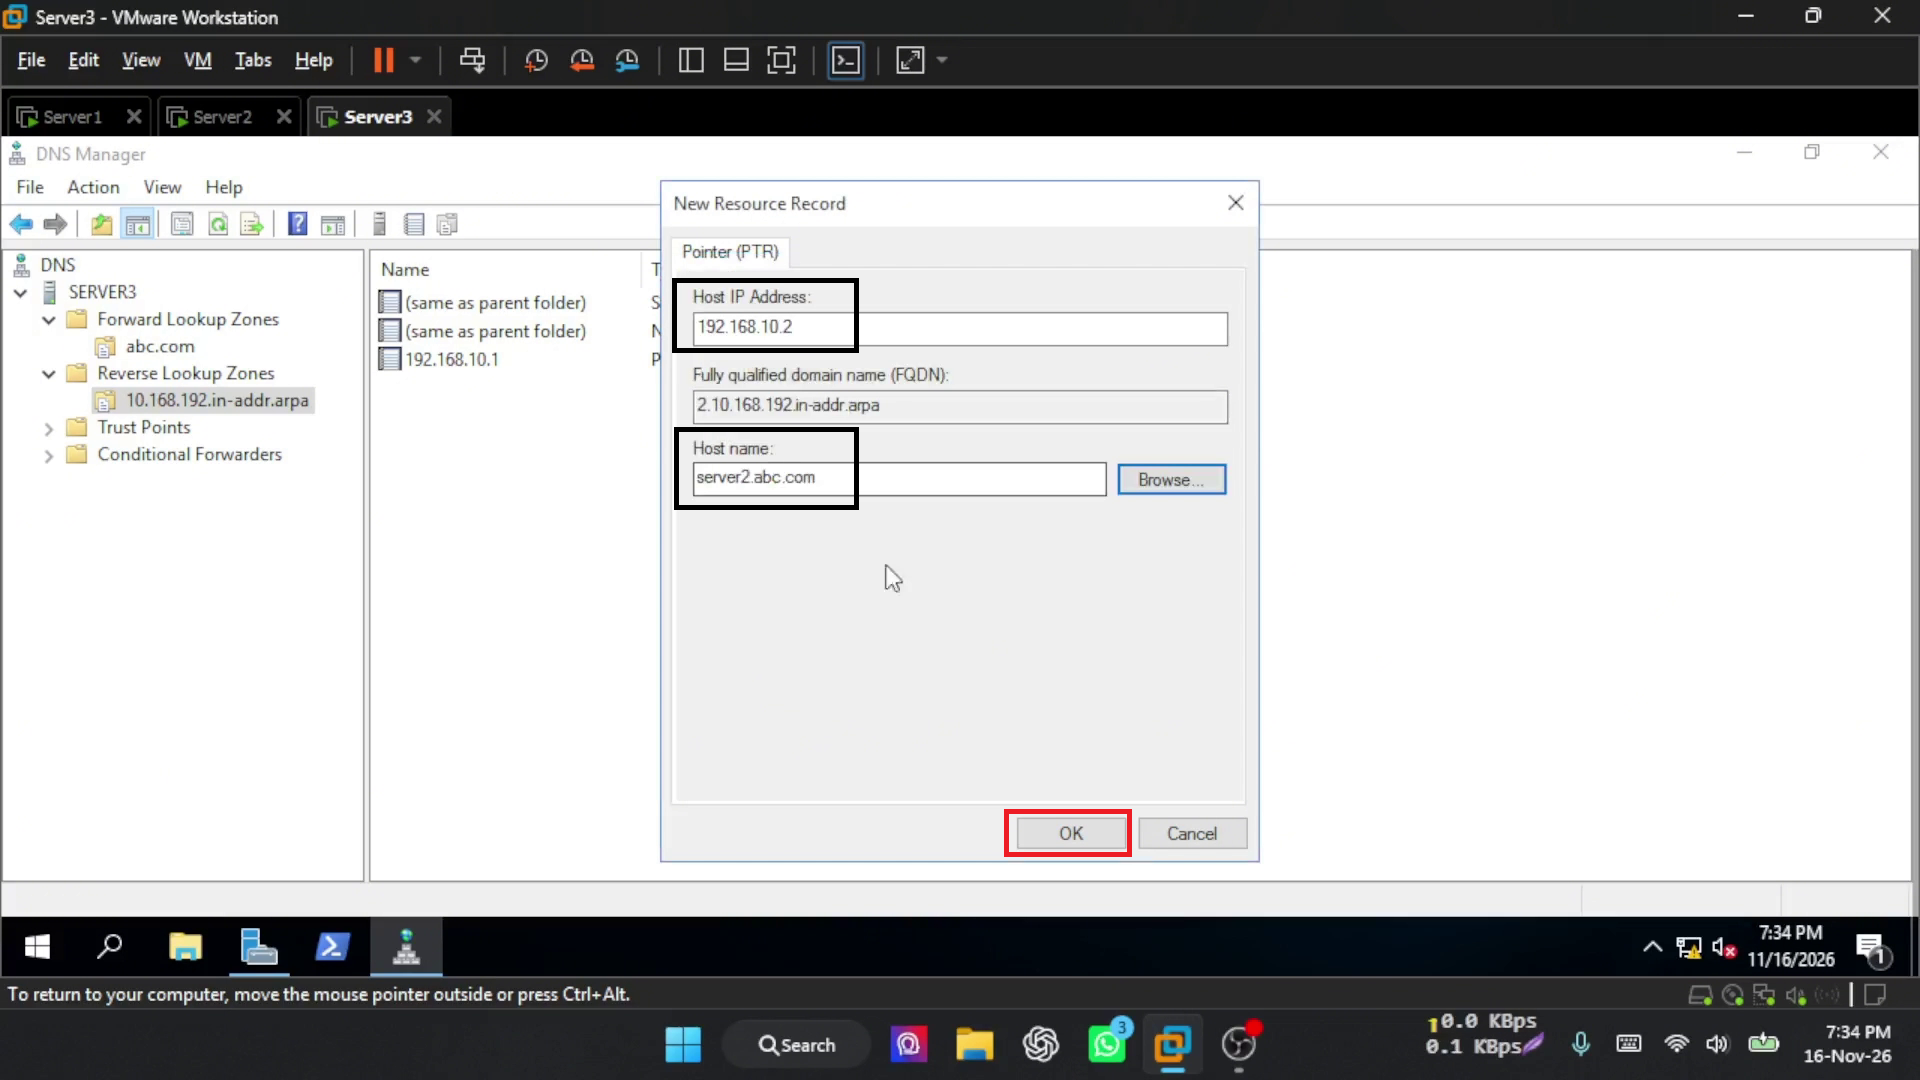 Server3 - VMware Workstation
File Edit View VM Tabs Help
Server1 Server2 Server3
DNS Manager
File Action View Help
DNS
SERVER3
Forward Lookup Zones
abc.com
Reverse Lookup Zones
10.168.192.in-addr.arpa
Trust Points
Conditional Forwarders
Name T
(same as parent folder) S
(same as parent folder) N
192.168.10.1 P
New Resource Record
Pointer (PTR)
Host IP Address:
192.168.10.2
Fully qualified domain name (FQDN):
2.10.168.192.in-addr.arpa
Host name:
server2.abc.com
Browse...
OK Cancel
7:34 PM
11/16/2026
1
To return to your computer, move the mouse pointer outside or press Ctrl+Alt.
Search
3
0.0 KBps
0.1 KBps
7:34 PM
16-Nov-26